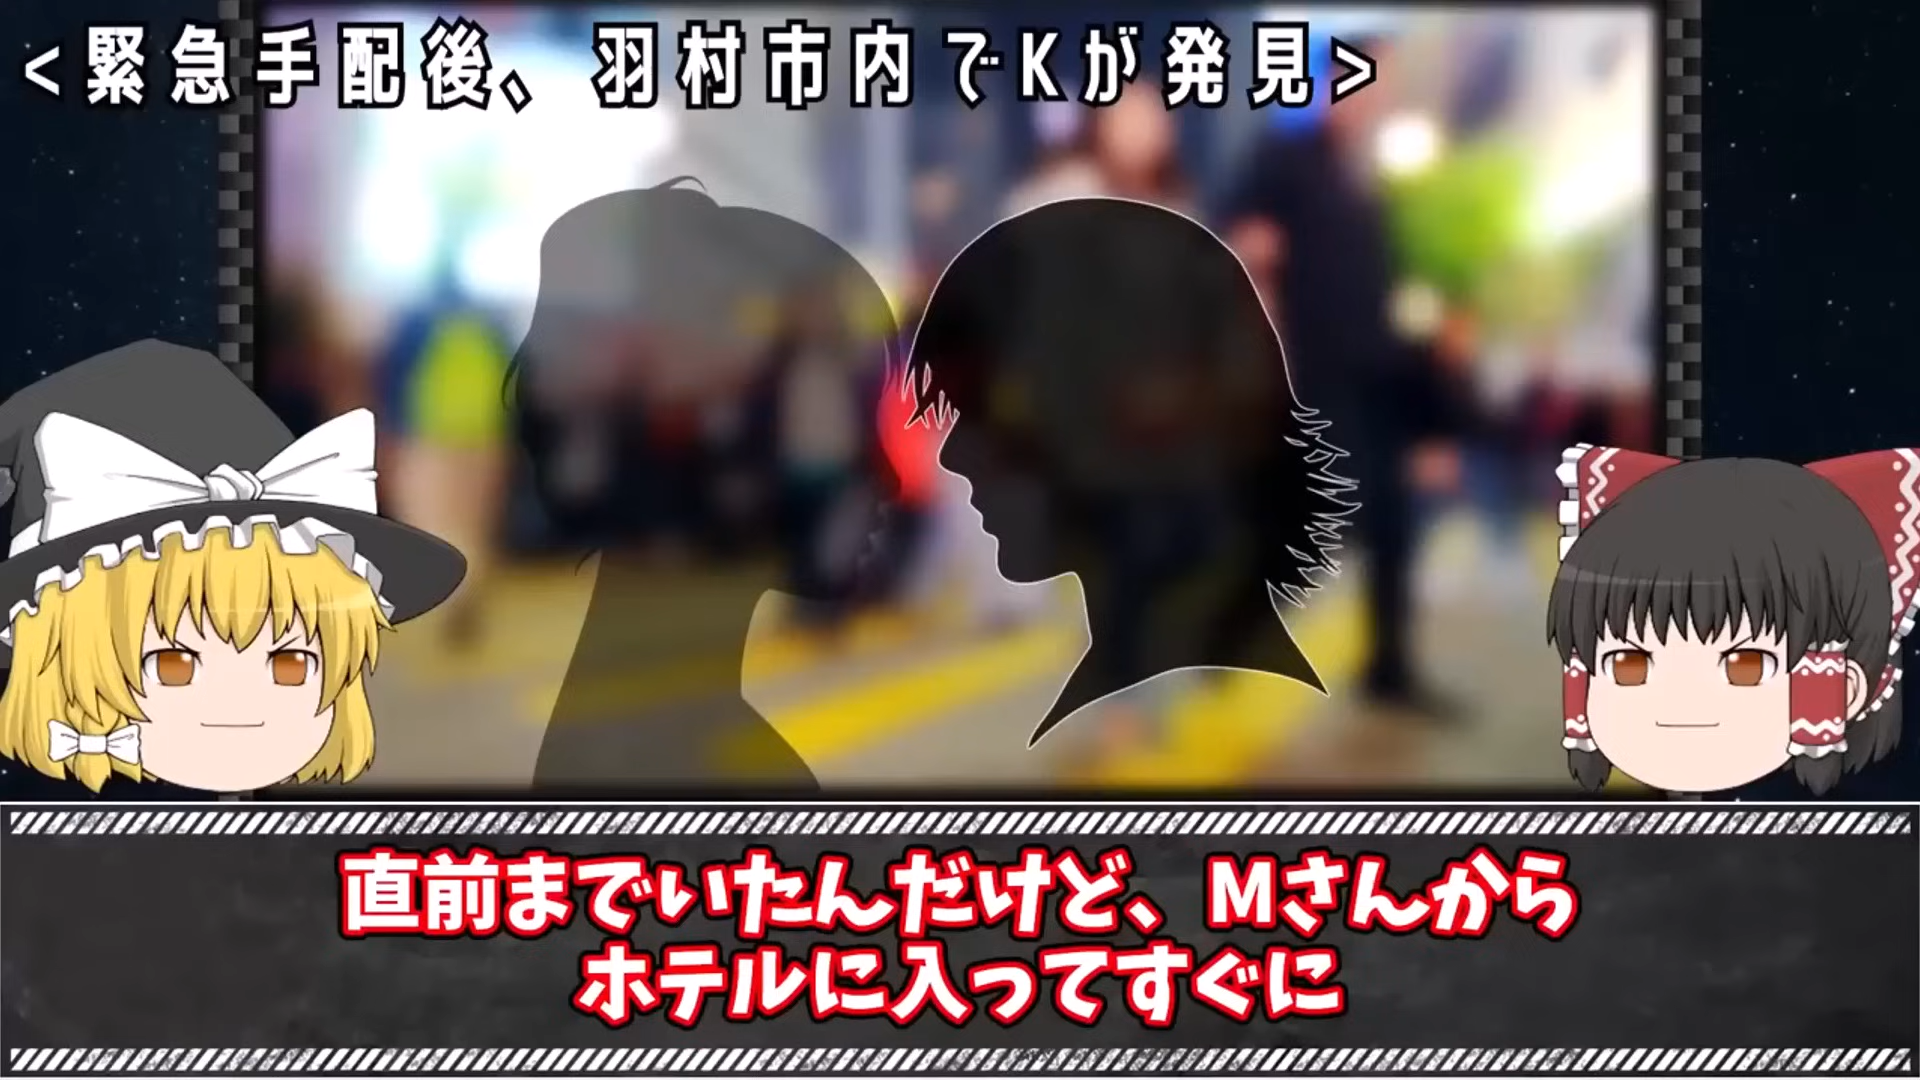 <緊急手配後、羽村市内でKが発見>
直前までいたんだけど、Mさんから
ホテルに入ってすぐに